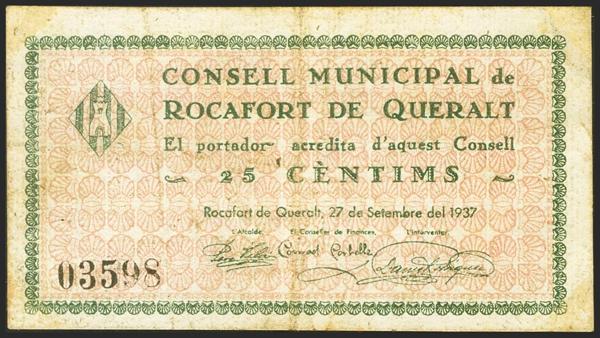 CONSELL MUNICIPAL de
ROCAFORT DE QUERALT
El portador acredita d'aquest Consell
25 CÈNTIMS
Rocafort de Queralt, 27 de Setembre del 1937
L'Alcalde, El Conseller de Finances, L'Interventor,
03598